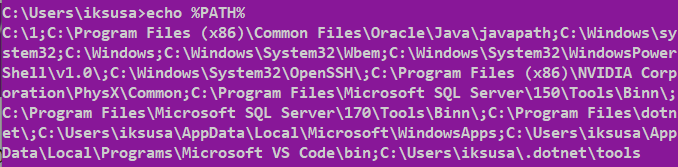 C:\Users\iksusa>echo %PATH%
C:\1;C:\Program Files (x86)\Common Files\Oracle\Java\javapath;C:\Windows\sy
stem32;C:\Windows;C:\Windows\System32\Wbem;C:\Windows\System32\WindowsPower
Shell\v1.0\;C:\Windows\System32\OpenSSH\;C:\Program Files (x86)\NVIDIA Corp
oration\PhysX\Common;C:\Program Files\Microsoft SQL Server\150\Tools\Binn\;
C:\Program Files\Microsoft SQL Server\170\Tools\Binn\;C:\Program Files\dotn
et\;C:\Users\iksusa\AppData\Local\Microsoft\WindowsApps;C:\Users\iksusa\App
Data\Local\Programs\Microsoft VS Code\bin;C:\Users\iksusa\.dotnet\tools